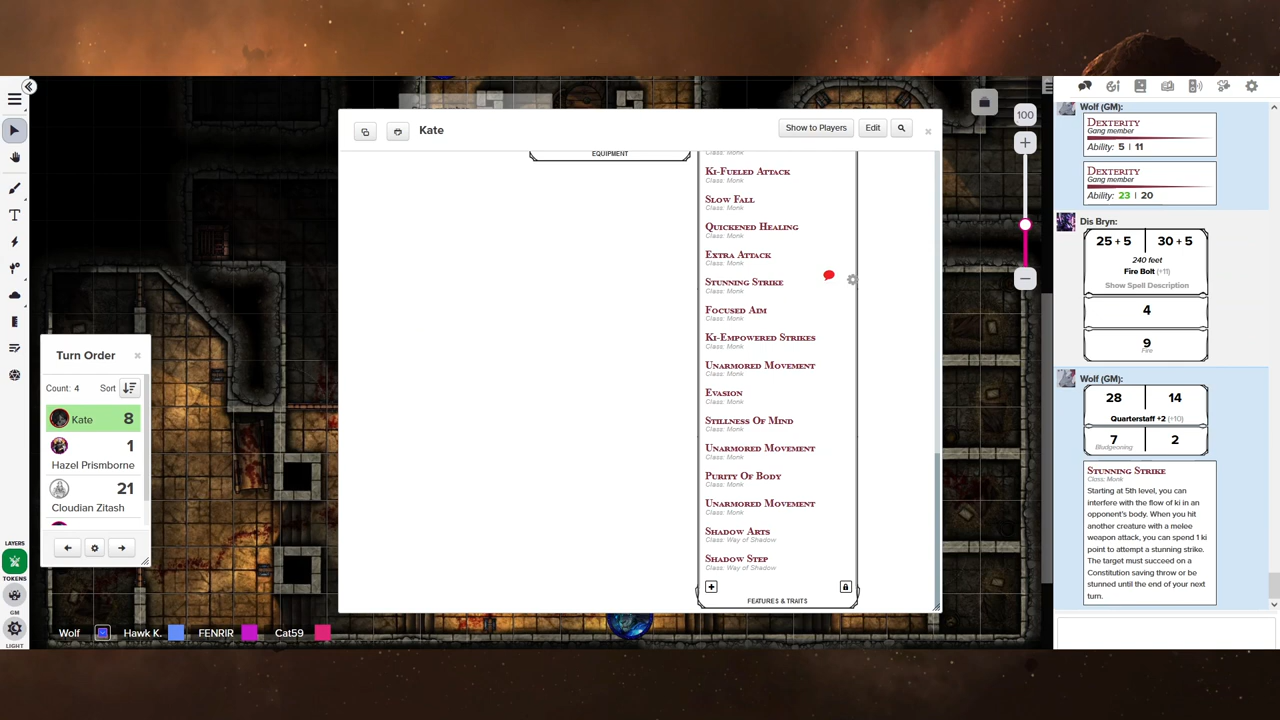 Kate
Show to Players
Edit
100
EQUIPMENT
Class: Monk
Ki-Fueled Attack
Class: Monk
Slow Fall
Class: Monk
Quickened Healing
Class: Monk
Extra Attack
Class: Monk
Stunning Strike
Class: Monk
Focused Aim
Class: Monk
Ki-Empowered Strikes
Class: Monk
Unarmored Movement
Class: Monk
Evasion
Class: Monk
Stillness Of Mind
Class: Monk
Unarmored Movement
Class: Monk
Purity Of Body
Class: Monk
Unarmored Movement
Class: Monk
Shadow Arts
Class: Way of Shadow
Shadow Step
Class: Way of Shadow
FEATURES & TRAITS
Turn Order
Count: 4 Sort
Kate 8
1
Hazel Prismborne
21
Cloudian Zitash
LAYERS
TOKENS
GM
LIGHT
Wolf Hawk K. FENRIR Cat59
Wolf (GM):
Dexterity
Gang member
Ability: 5 | 11
Dexterity
Gang member
Ability: 23 | 20
Dis Bryn:
25 + 5 30 + 5
240 feet
Fire Bolt (+11)
Show Spell Description
4
9
Fire
Wolf (GM):
28 14
Quarterstaff +2 (+10)
7 2
Bludgeoning
Stunning Strike
Class: Monk
Starting at 5th level, you can
interfere with the flow of ki in an
opponent's body. When you hit
another creature with a melee
weapon attack, you can spend 1 ki
point to attempt a stunning strike.
The target must succeed on a
Constitution saving throw or be
stunned until the end of your next
turn.